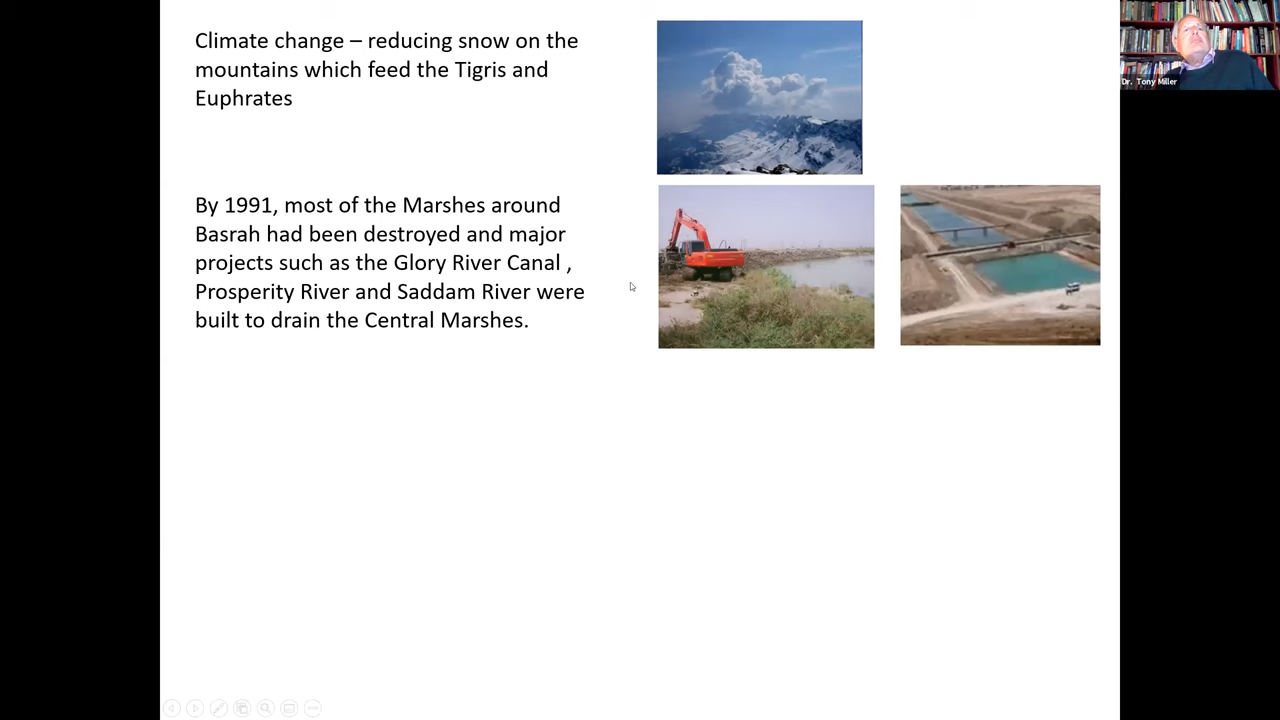 Climate change – reducing snow on the
mountains which feed the Tigris and
Euphrates
By 1991, most of the Marshes around
Basrah had been destroyed and major
projects such as the Glory River Canal ,
Prosperity River and Saddam River were
built to drain the Central Marshes.
Dr. Tony Miller